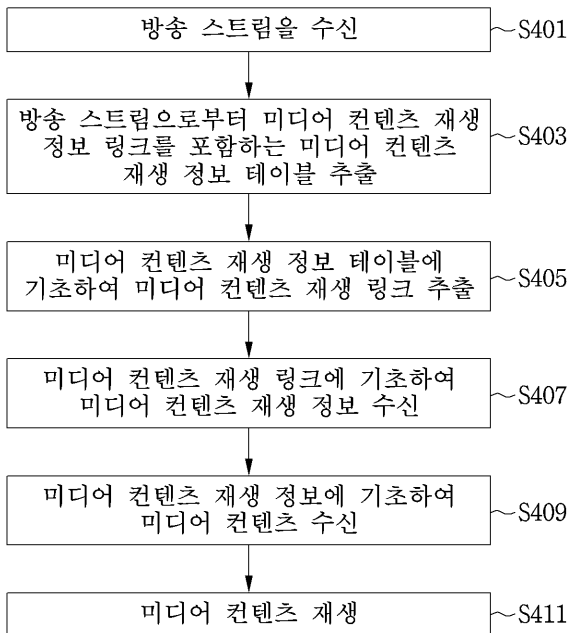 방송 스트림을 수신
S401
방송 스트림으로부터 미디어 컨텐츠 재생
정보 링크를 포함하는 미디어 컨텐츠
재생 정보 테이블 추출
S403
미디어 컨텐츠 재생 정보 테이블에
기초하여 미디어 컨텐츠 재생 링크 추출
S405
미디어 컨텐츠 재생 링크에 기초하여
미디어 컨텐츠 재생 정보 수신
S407
미디어 컨텐츠 재생 정보에 기초하여
미디어 컨텐츠 수신
S409
미디어 컨텐츠 재생
S411